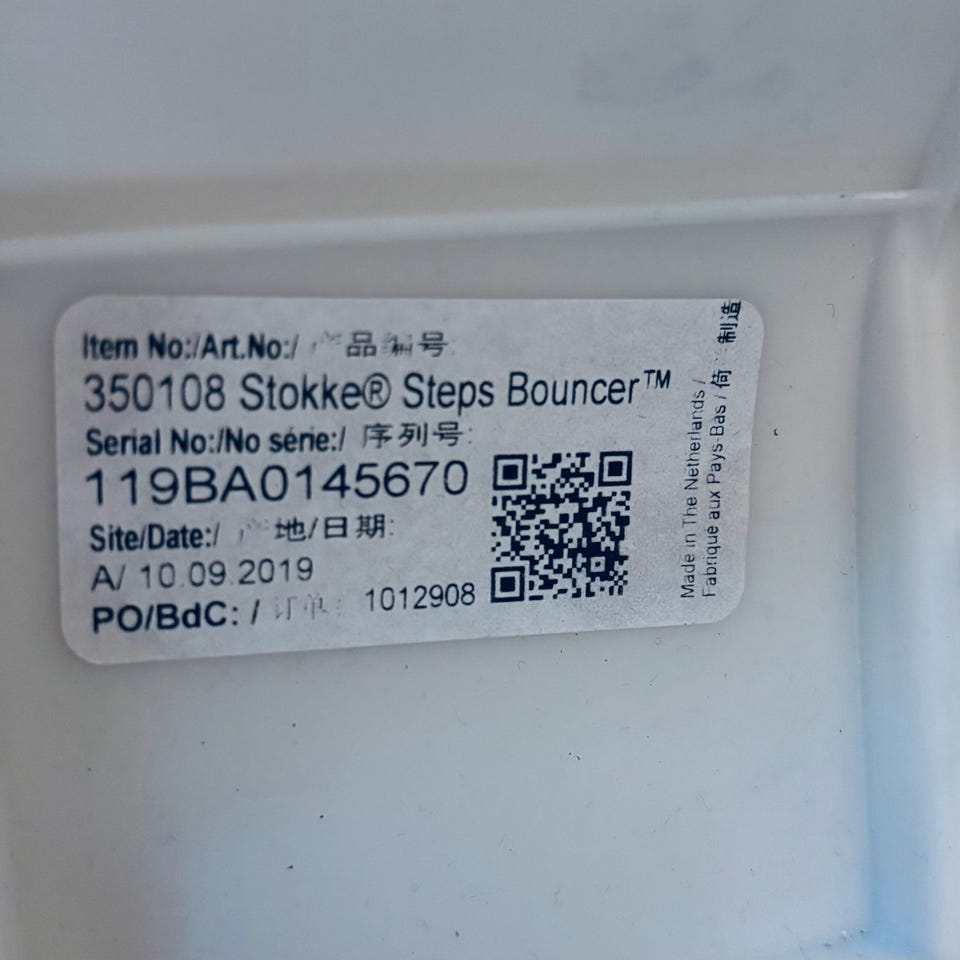 Item No:/Art.No:/ 产品编号:
350108 Stokke® Steps Bouncer™
Serial No:/No série:/ 序列号:
119BA0145670
Site/Date:/ 产地/日期:
A/ 10.09.2019
PO/BdC: / 订单: 1012908
Made in The Netherlands /
Fabriqué aux Pays-Bas / 荷 制造